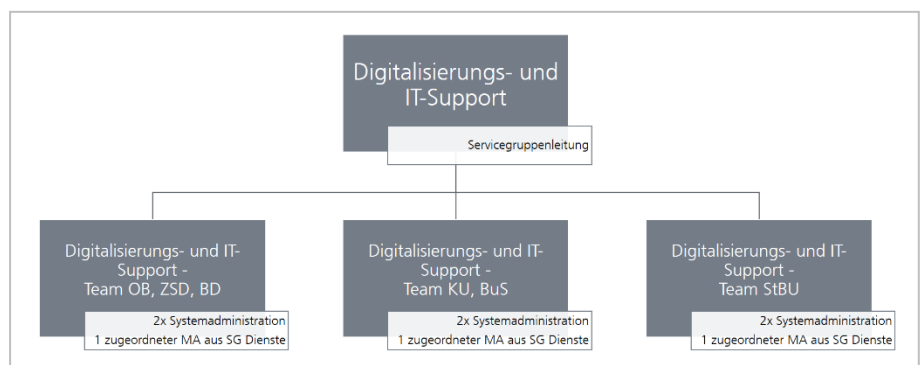 Digitalisierungs- und
IT-Support
Servicegruppenleitung
Digitalisierungs- und IT-
Support -
Team OB, ZSD, BD
2x Systemadministration
1 zugeordneter MA aus SG Dienste
Digitalisierungs- und IT-
Support -
Team KU, BuS
2x Systemadministration
1 zugeordneter MA aus SG Dienste
Digitalisierungs- und IT-
Support -
Team StBU
2x Systemadministration
1 zugeordneter MA aus SG Dienste